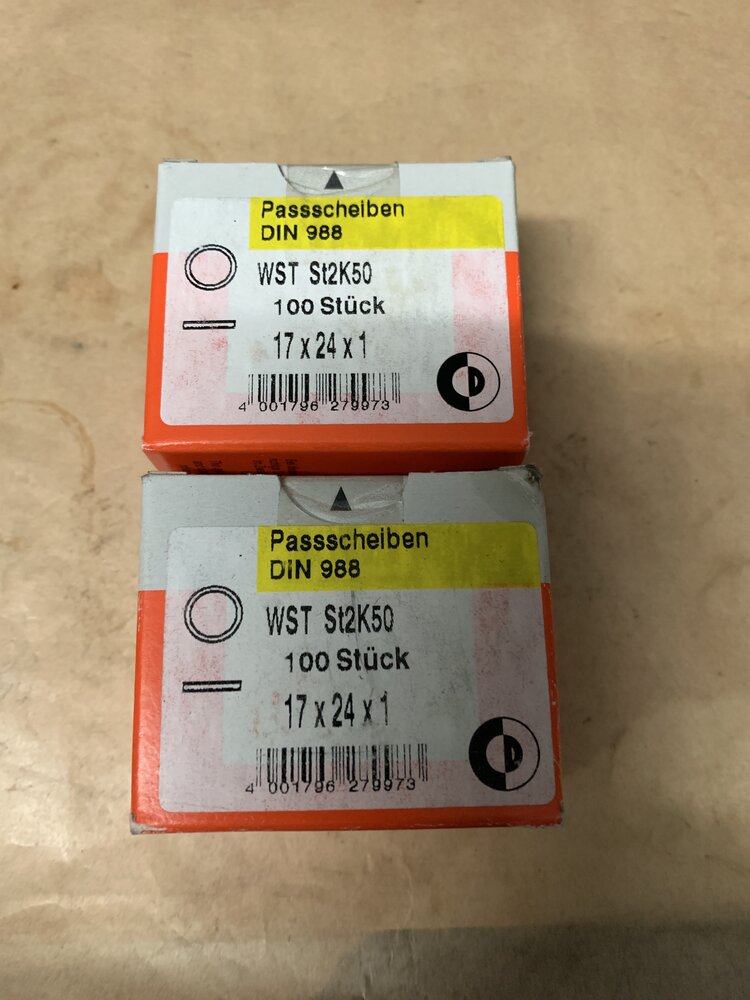 Passscheiben
DIN 988
WST St2K50
100 Stück
17 x 24 x 1
4 001796 279973
Passscheiben
DIN 988
WST St2K50
100 Stück
17 x 24 x 1
4 001796 279973